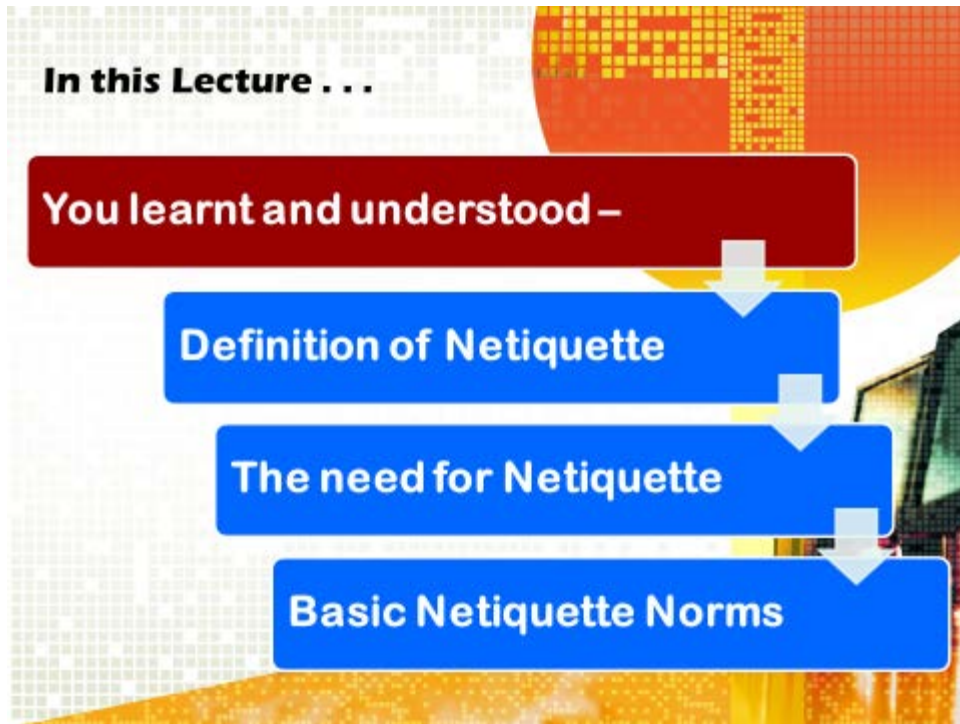 In this Lecture . . .
You learnt and understood –
Definition of Netiquette
The need for Netiquette
Basic Netiquette Norms